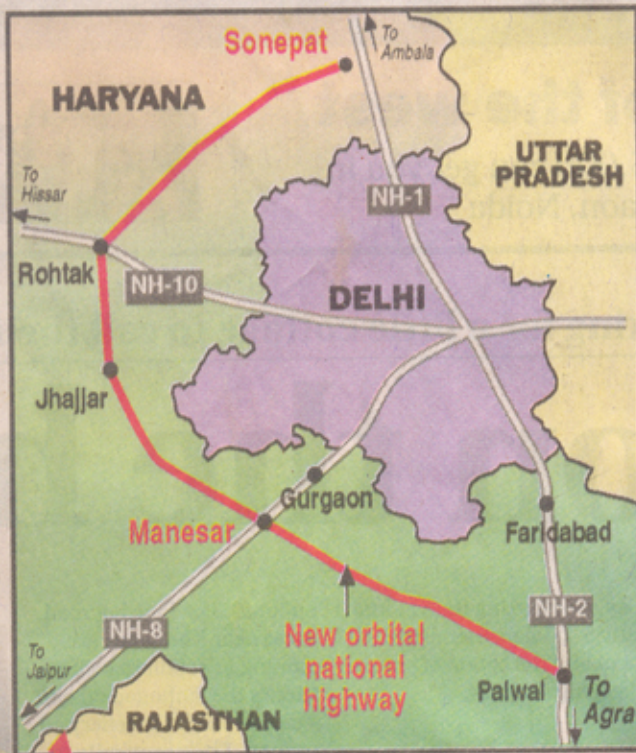 Sonepat
To
Ambala
HARYANA
UTTAR
PRADESH
To
Hissar
NH-1
Rohtak
NH-10
DELHI
Jhajjar
Gurgaon
Manesar
Faridabad
NH-8
NH-2
New orbital
national
highway
To
Jaipur
Palwal
To
Agra
RAJASTHAN